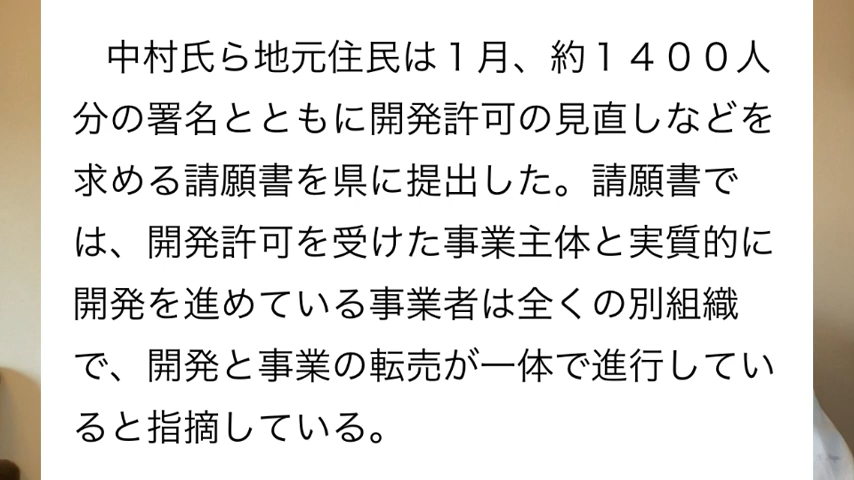 中村氏ら地元住民は１月、約１４００人
分の署名とともに開発許可の見直しなどを
求める請願書を県に提出した。請願書で
は、開発許可を受けた事業主体と実質的に
開発を進めている事業者は全くの別組織
で、開発と事業の転売が一体で進行してい
ると指摘している。